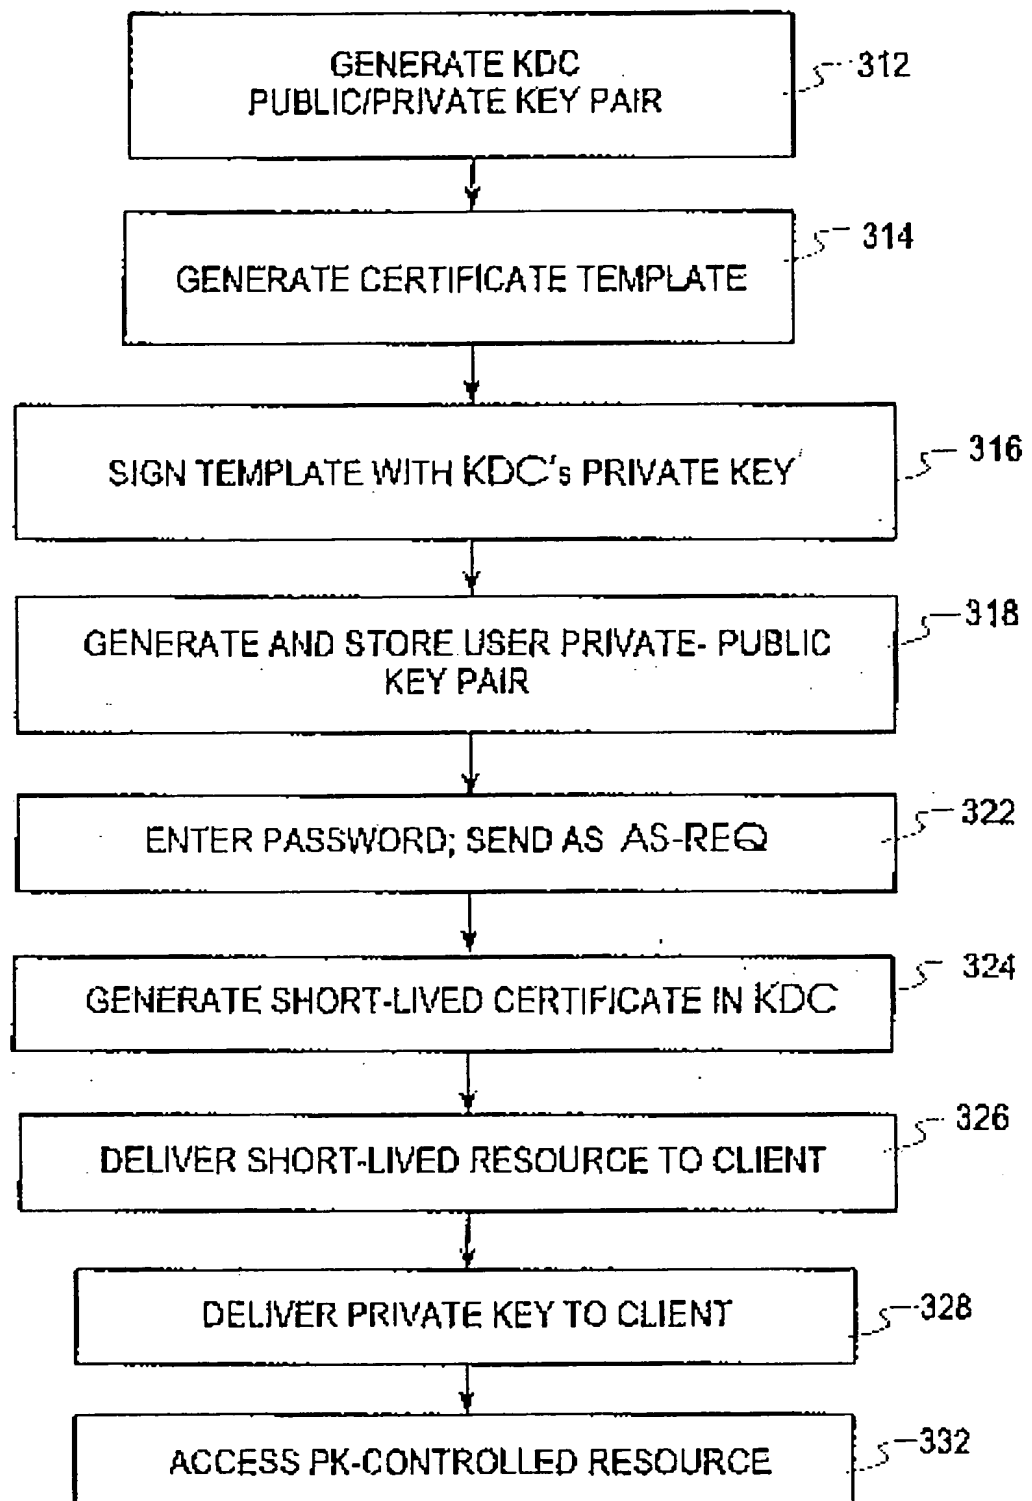 GENERATE KDC
PUBLIC/PRIVATE KEY PAIR
312
GENERATE CERTIFICATE TEMPLATE
314
SIGN TEMPLATE WITH KDC's PRIVATE KEY
316
GENERATE AND STORE USER PRIVATE- PUBLIC
KEY PAIR
318
ENTER PASSWORD; SEND AS AS-REQ
322
GENERATE SHORT-LIVED CERTIFICATE IN KDC
324
DELIVER SHORT-LIVED RESOURCE TO CLIENT
326
DELIVER PRIVATE KEY TO CLIENT
328
ACCESS PK-CONTROLLED RESOURCE
332